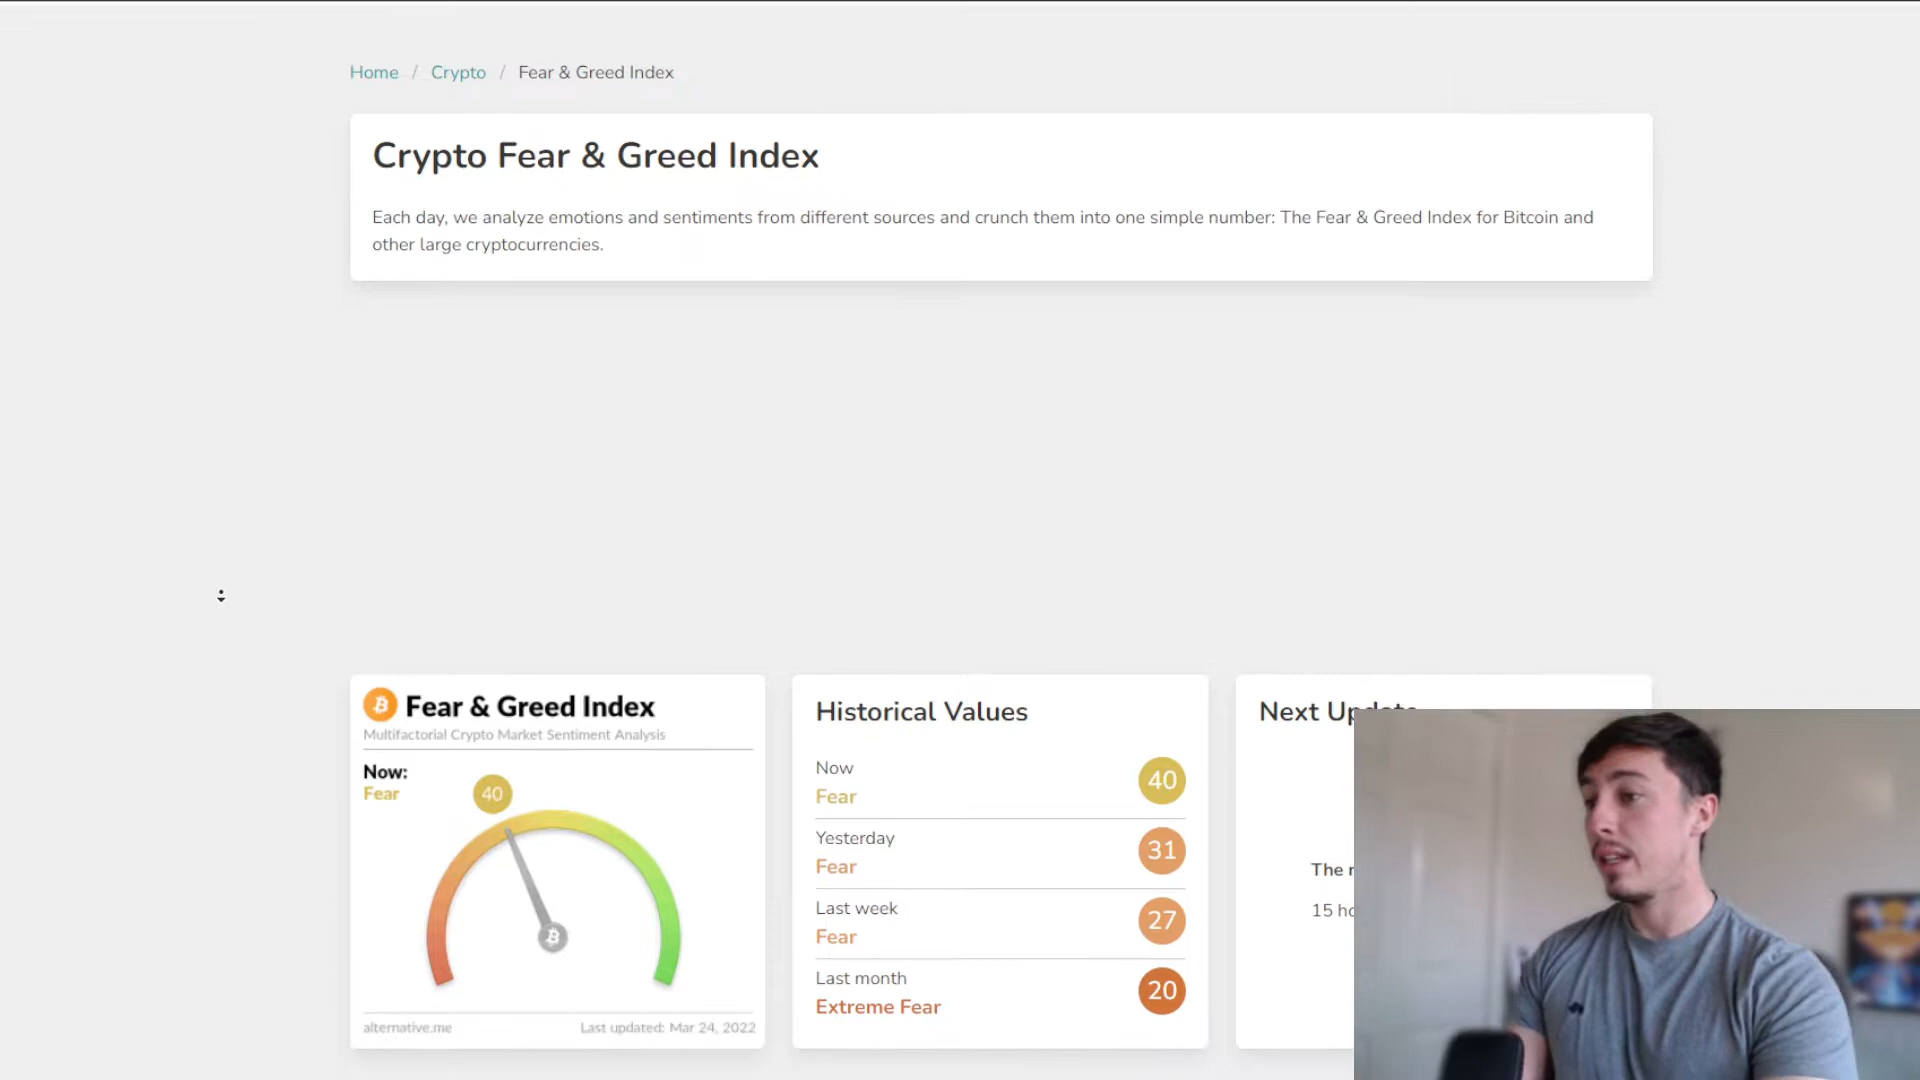 Home / Crypto / Fear & Greed Index
Crypto Fear & Greed Index
Each day, we analyze emotions and sentiments from different sources and crunch them into one simple number: The Fear & Greed Index for Bitcoin and
other large cryptocurrencies.
Fear & Greed Index
Multifactorial Crypto Market Sentiment Analysis
Now:
Fear
40
alternative.me
Last updated: Mar 24, 2022
Historical Values
Now
Fear
40
Yesterday
Fear
31
Last week
Fear
27
Last month
Extreme Fear
20
Next Update
The
15